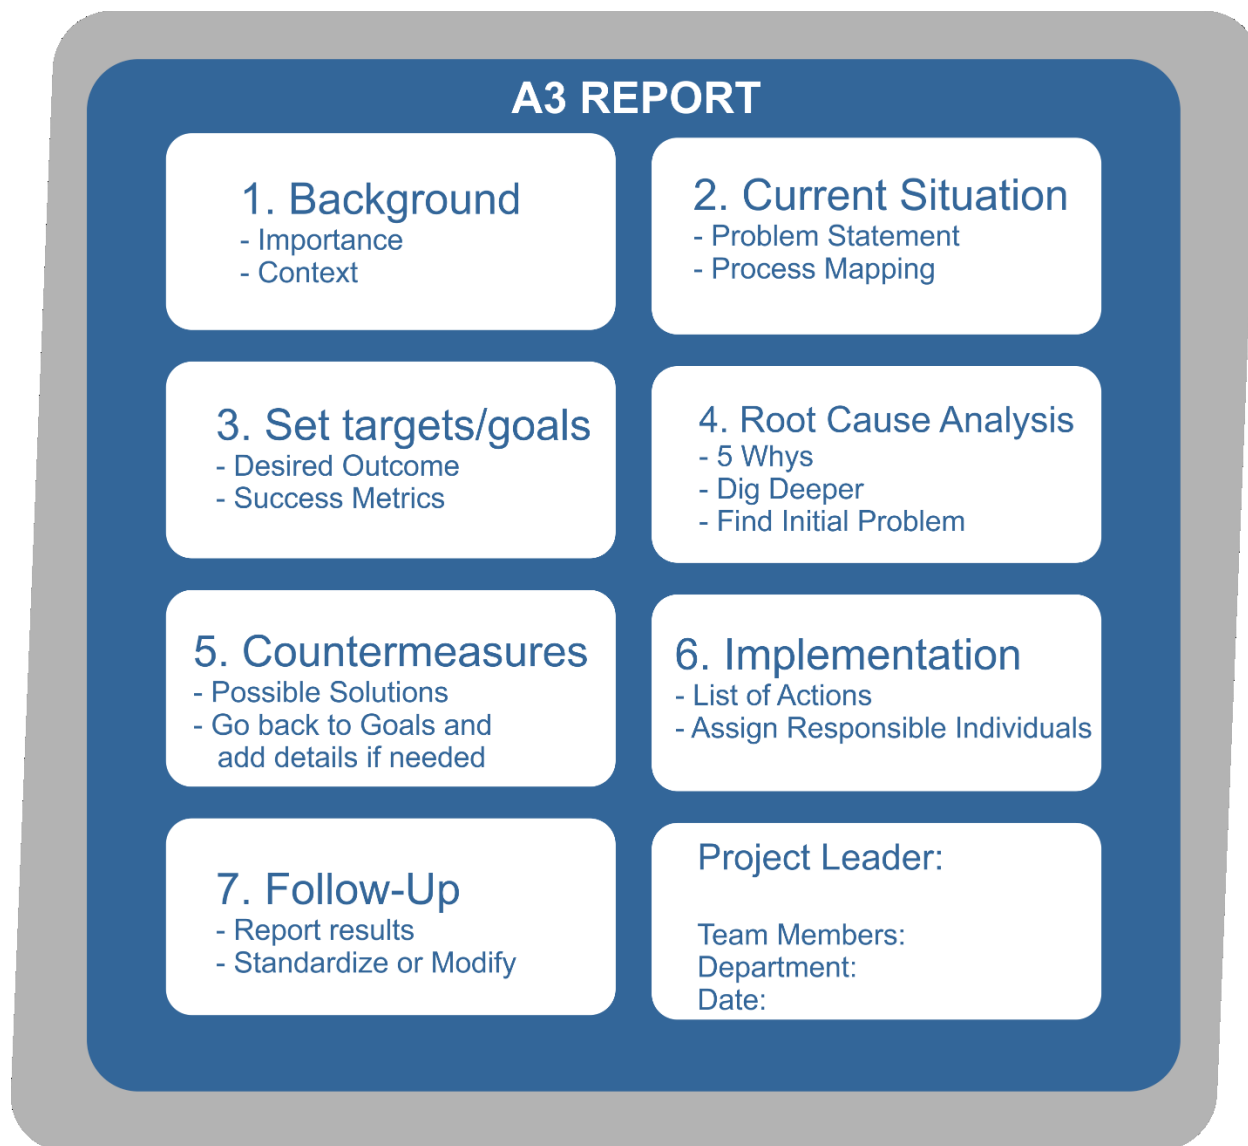 A3 REPORT
1. Background
- Importance
- Context
2. Current Situation
- Problem Statement
- Process Mapping
3. Set targets/goals
- Desired Outcome
- Success Metrics
4. Root Cause Analysis
- 5 Whys
- Dig Deeper
- Find Initial Problem
5. Countermeasures
- Possible Solutions
- Go back to Goals and
add details if needed
6. Implementation
- List of Actions
- Assign Responsible Individuals
7. Follow-Up
- Report results
- Standardize or Modify
Project Leader:
Team Members:
Department:
Date: